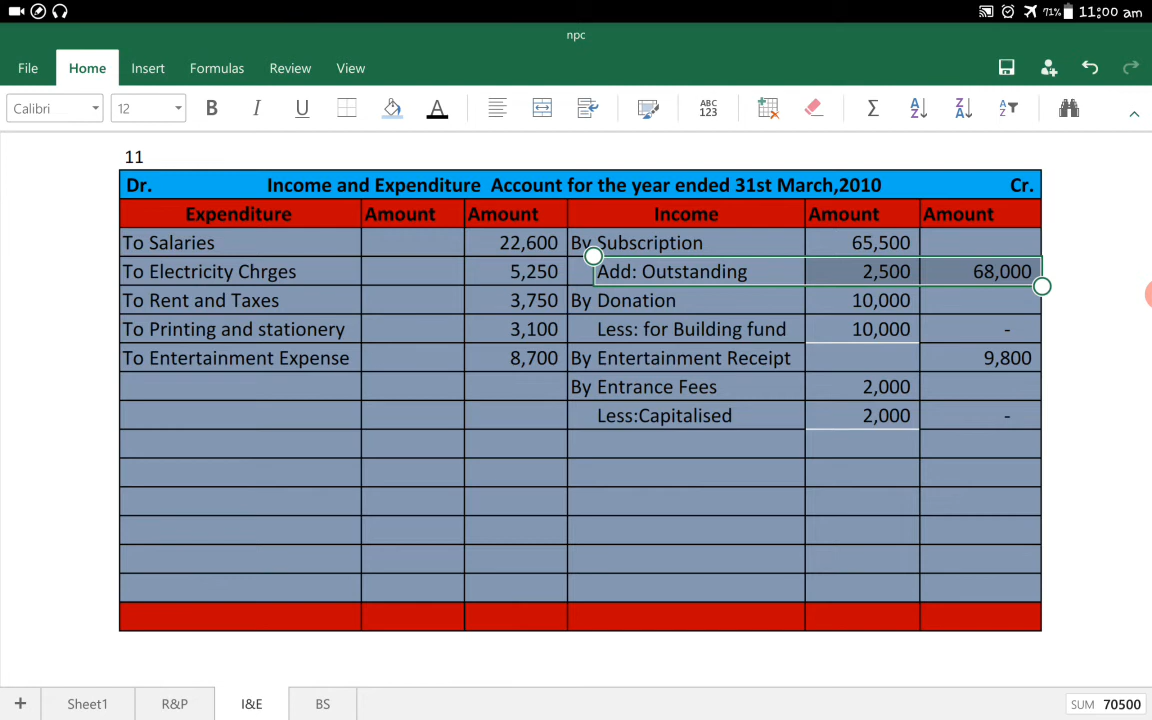 71% 11:00 am
npc
File Home Insert Formulas Review View
Calibri 12 B I U A ABC 123 Σ A Z Z A A Z
11
Dr. Income and Expenditure Account for the year ended 31st March,2010 Cr.
Expenditure Amount Amount Income Amount Amount
To Salaries 22,600 By Subscription 65,500
To Electricity Chrges 5,250 Add: Outstanding 2,500 68,000
To Rent and Taxes 3,750 By Donation 10,000
To Printing and stationery 3,100 Less: for Building fund 10,000 -
To Entertainment Expense 8,700 By Entertainment Receipt 9,800
By Entrance Fees 2,000
Less:Capitalised 2,000 -
+ Sheet1 R&P I&E BS SUM 70500